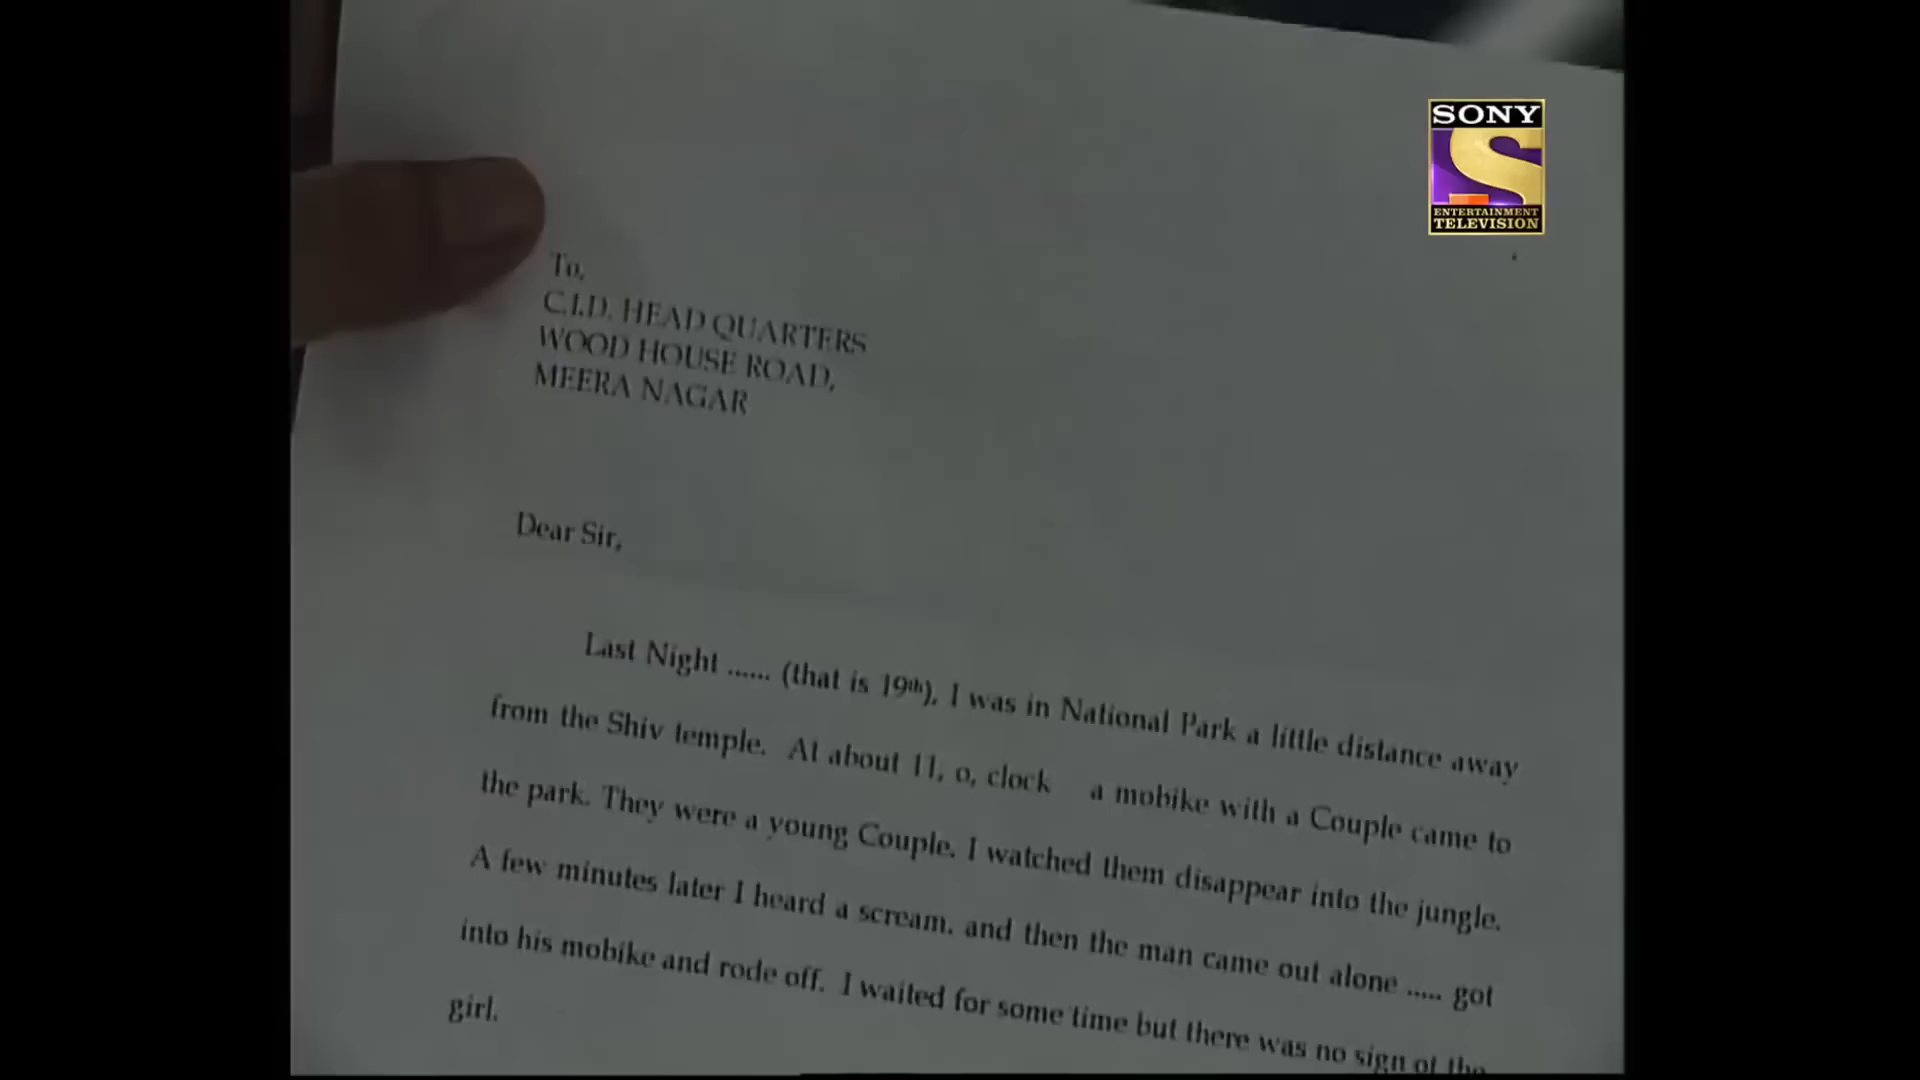 SONY
ENTERTAINMENT
TELEVISION
To,
C.I.D. HEAD QUARTERS
WOOD HOUSE ROAD,
MEERA NAGAR
Dear Sir,
Last Night ...... (that is 19th), I was in National Park a little distance away
from the Shiv temple. At about 11, o, clock a mobike with a Couple came to
the park. They were a young Couple. I watched them disappear into the jungle.
A few minutes later I heard a scream. and then the man came out alone ..... got
into his mobike and rode off. I waited for some time but there was no sign of the
girl.